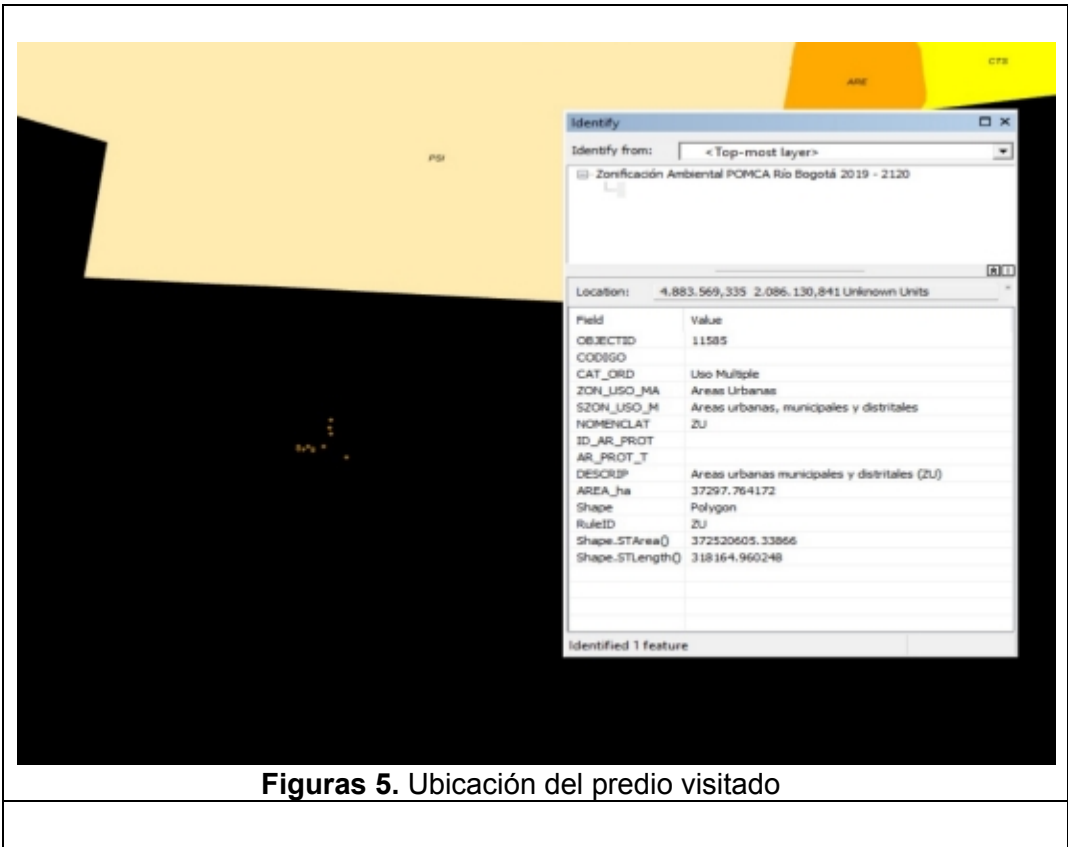 ARE
CTS
PSI
Identify
Identify from: <Top-most layer>
Zonificación Ambiental POMCA Río Bogotá 2019 - 2120
Location: 4.883.569,335 2.086.130,841 Unknown Units
Field Value
OBJECTID 11585
CODIGO
CAT_ORD Uso Multiple
ZON_USO_MA Areas Urbanas
SZON_USO_M Areas urbanas, municipales y distritales
NOMENCLAT ZU
ID_AR_PROT
AR_PROT_T
DESCRIP Areas urbanas municipales y distritales (ZU)
AREA_ha 37297.764172
Shape Polygon
RuleID ZU
Shape.STArea() 372520605.33866
Shape.STLength() 318164.960248
Identified 1 feature
Figuras 5. Ubicación del predio visitado